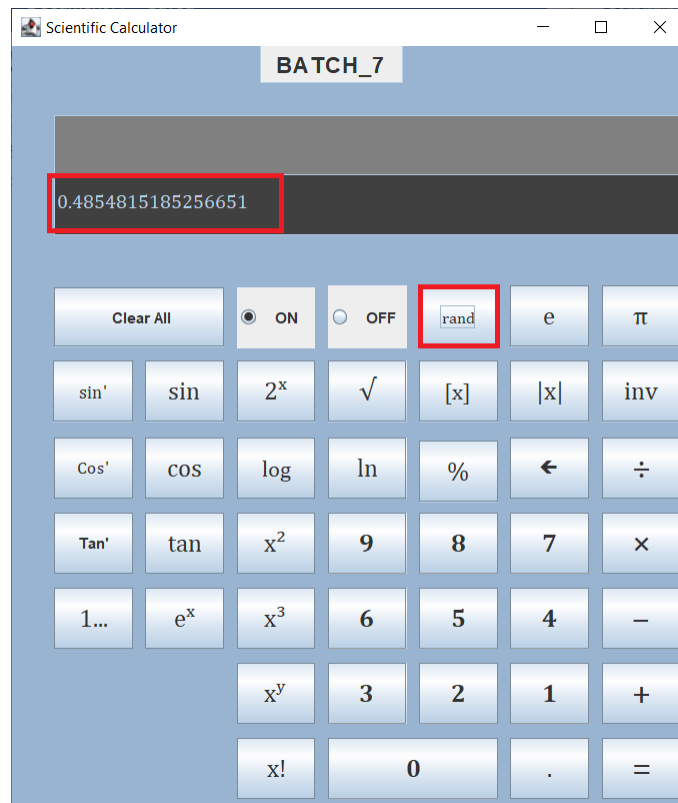 Scientific Calculator
BATCH_7
0.4854815185256651
Clear All ON OFF rand e π
sin' sin 2ˣ √ [x] |x| inv
Cos' cos log ln % 🡸 ÷
Tan' tan x² 9 8 7 ×
1... eˣ x³ 6 5 4 −
xʸ 3 2 1 +
x! 0 . =